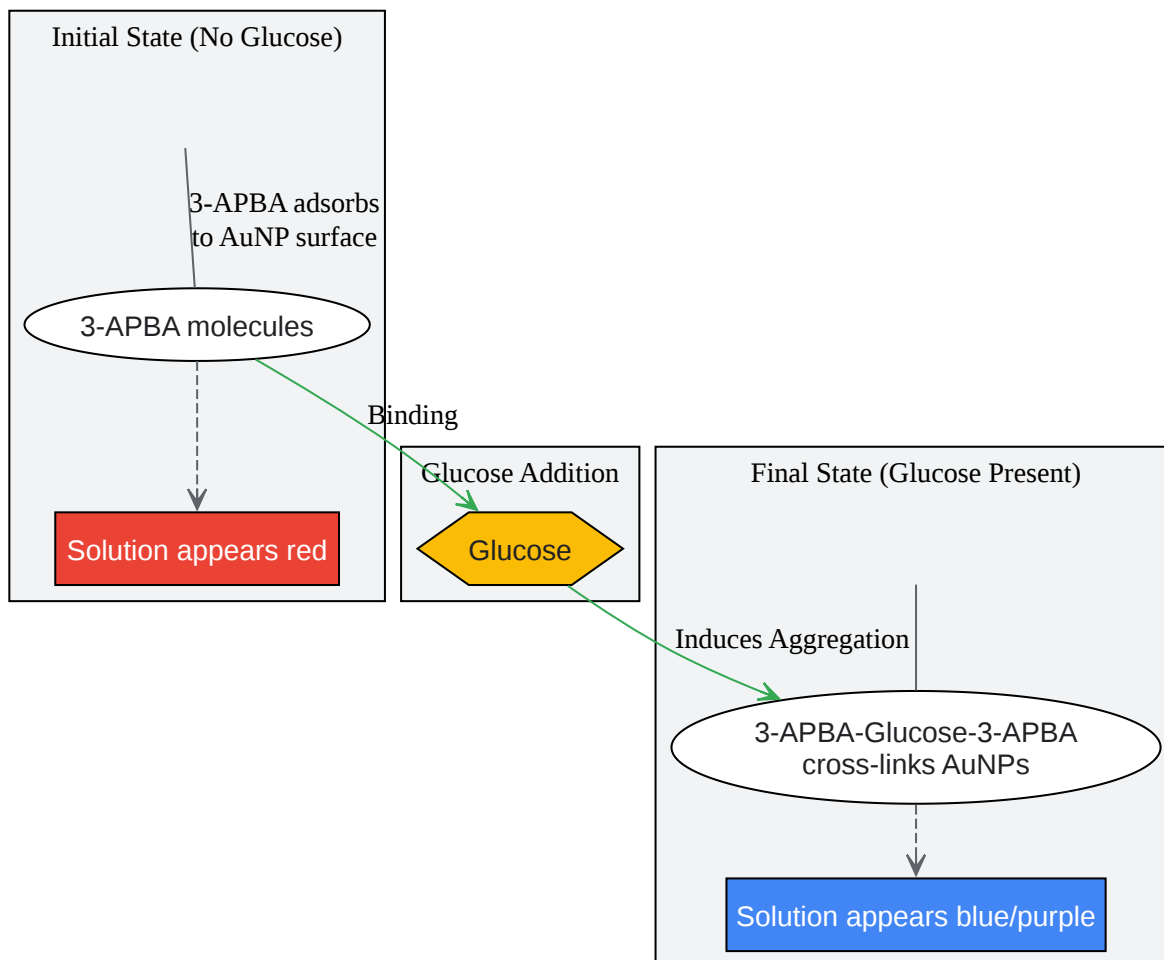 Initial State (No Glucose)
3-APBA adsorbs
to AuNP surface
3-APBA molecules
Binding
Solution appears red
Glucose Addition
Glucose
Final State (Glucose Present)
Induces Aggregation
3-APBA-Glucose-3-APBA
cross-links AuNPs
Solution appears blue/purple